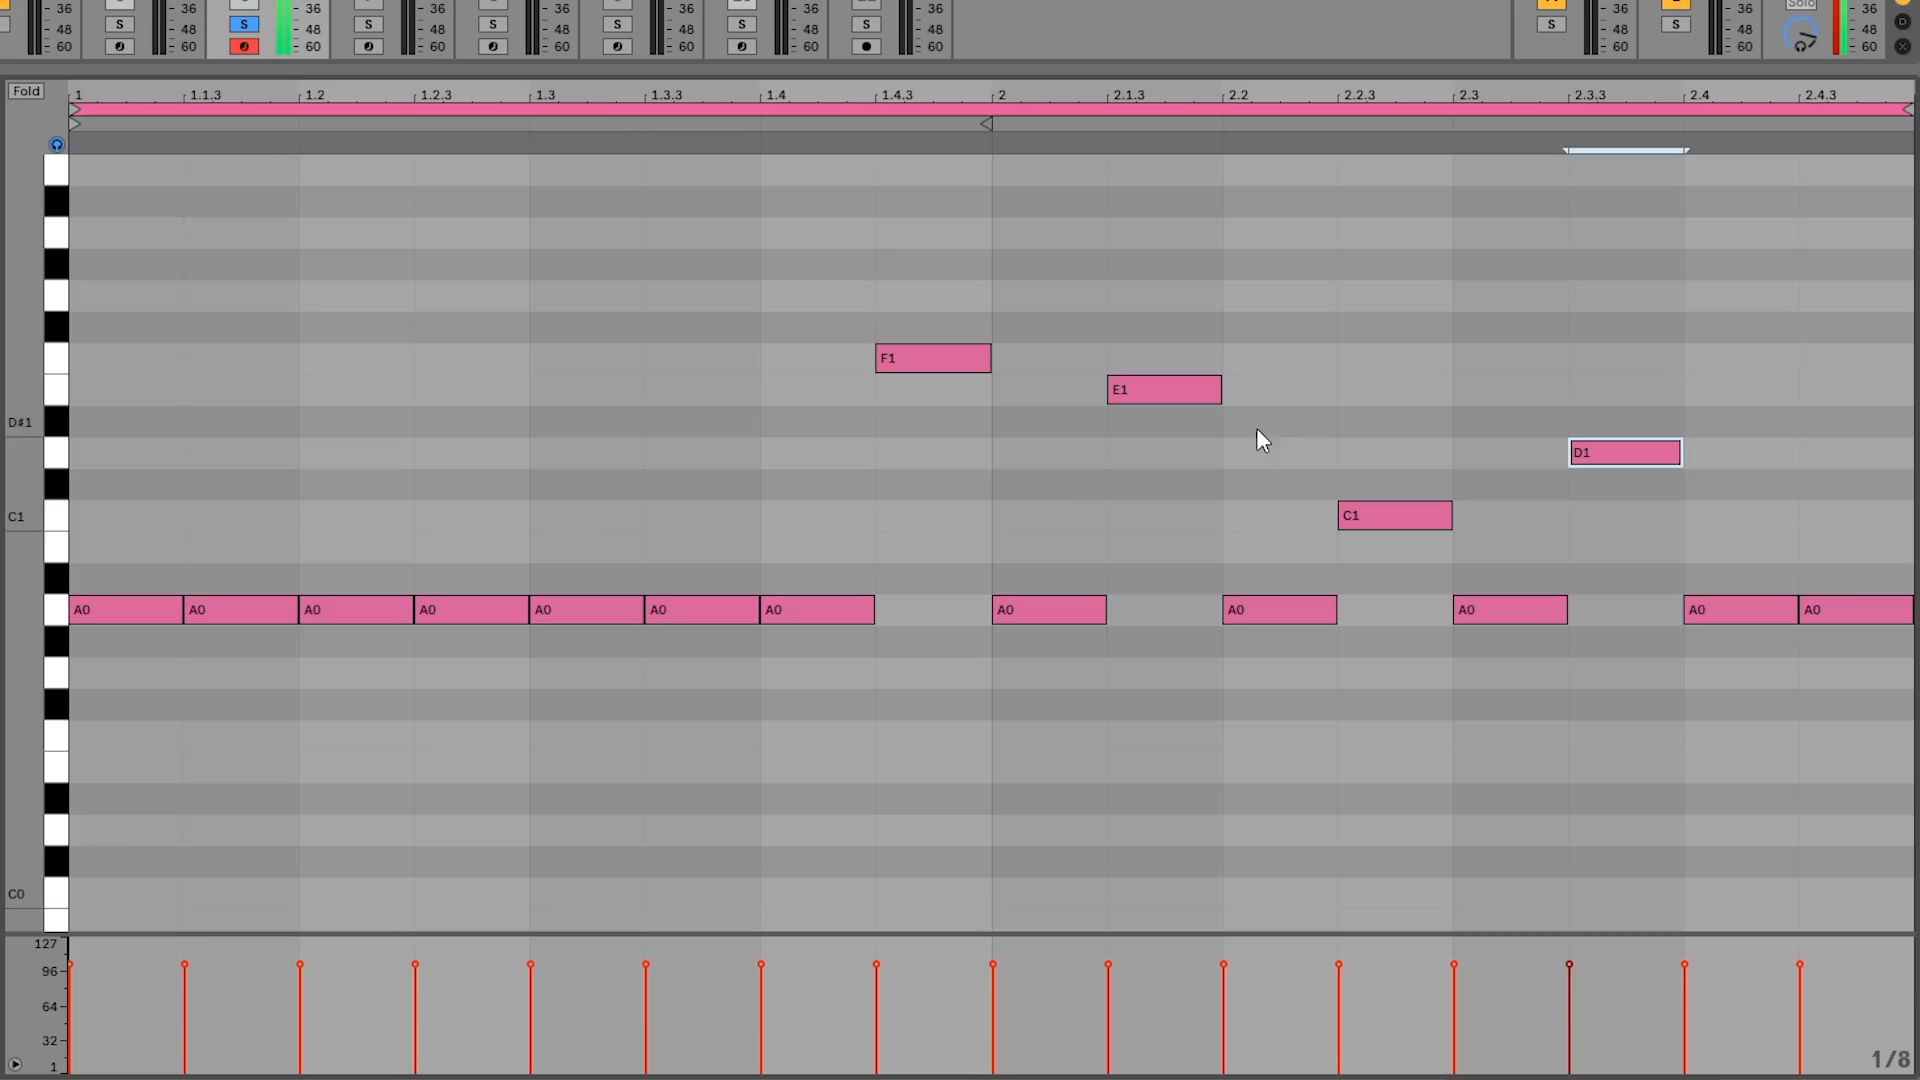 36 36 36 36 36 36 36 36 36 36 Solo 36
S S S S S S S S S
48 48 48 48 48 48 48 48 48 48 48
60 60 60 60 60 60 60 60 60 60 60
D
Fold
1 1.1.3 1.2 1.2.3 1.3 1.3.3 1.4 1.4.3 2 2.1.3 2.2 2.2.3 2.3 2.3.3 2.4 2.4.3
F1
E1
D#1
D1
C1 C1
A0 A0 A0 A0 A0 A0 A0 A0 A0 A0 A0 A0
C0
127
96
64
32
1
1/8